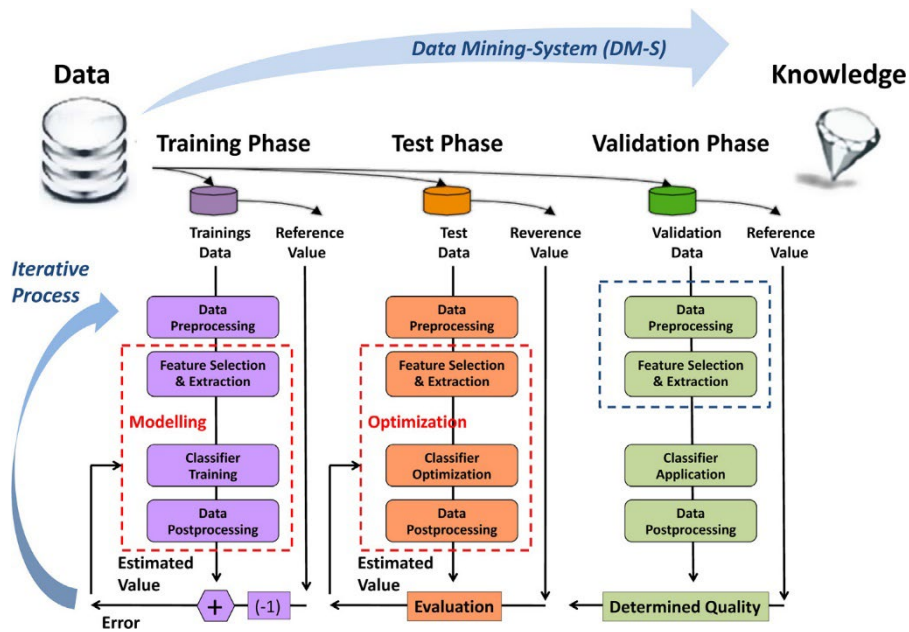 Data Mining-System (DM-S)
Data
Knowledge
Training Phase
Test Phase
Validation Phase
Trainings
Data
Reference
Value
Test
Data
Reverence
Value
Validation
Data
Reference
Value
Iterative
Process
Data
Preprocessing
Feature Selection
& Extraction
Modelling
Classifier
Training
Data
Postprocessing
Estimated
Value
+
(-1)
Error
Data
Preprocessing
Feature Selection
& Extraction
Optimization
Classifier
Optimization
Data
Postprocessing
Estimated
Value
Evaluation
Data
Preprocessing
Feature Selection
& Extraction
Classifier
Application
Data
Postprocessing
Determined Quality